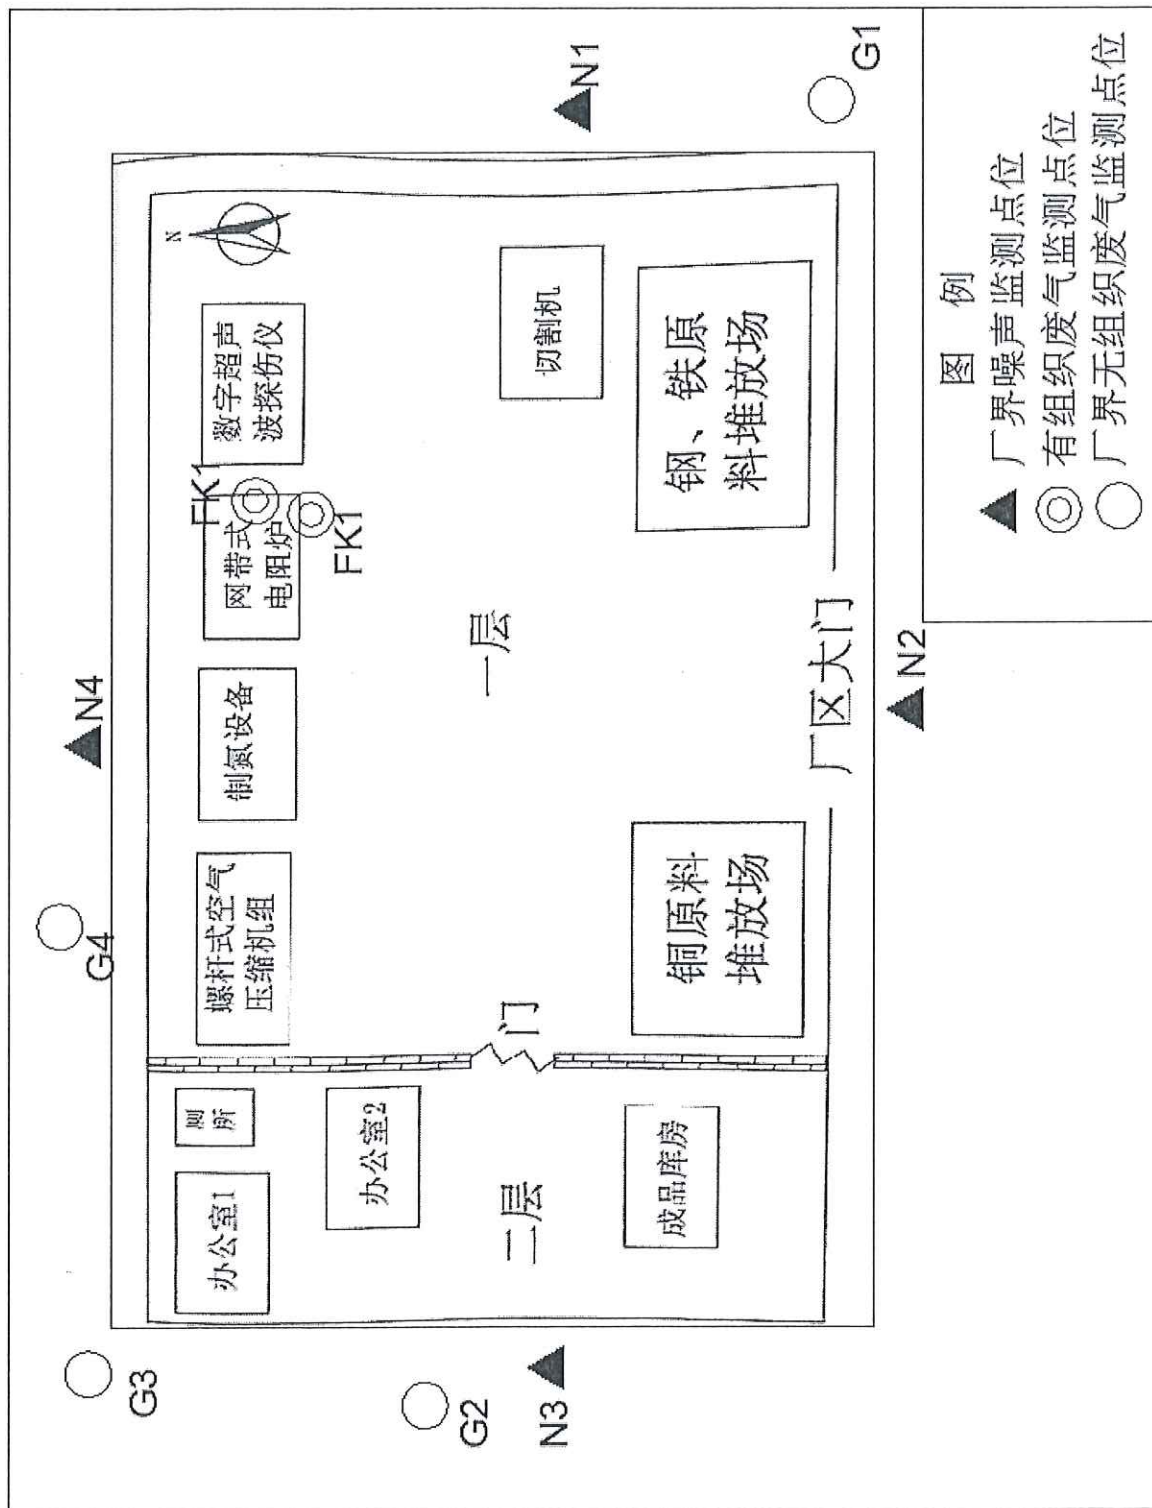 G3
G4
N4
N
办公室1
厕
所
螺杆式空气
压缩机组
制氮设备
FK1
网带式
电阻炉
数字超声
波探伤仪
FK1
办公室2
G2
N3
二层
门
一层
切割机
N1
成品库房
铜原料
堆放场
钢、铁原
料堆放场
厂区大门
N2
G1
图 例
厂界噪声监测点位
有组织废气监测点位
厂界无组织废气监测点位